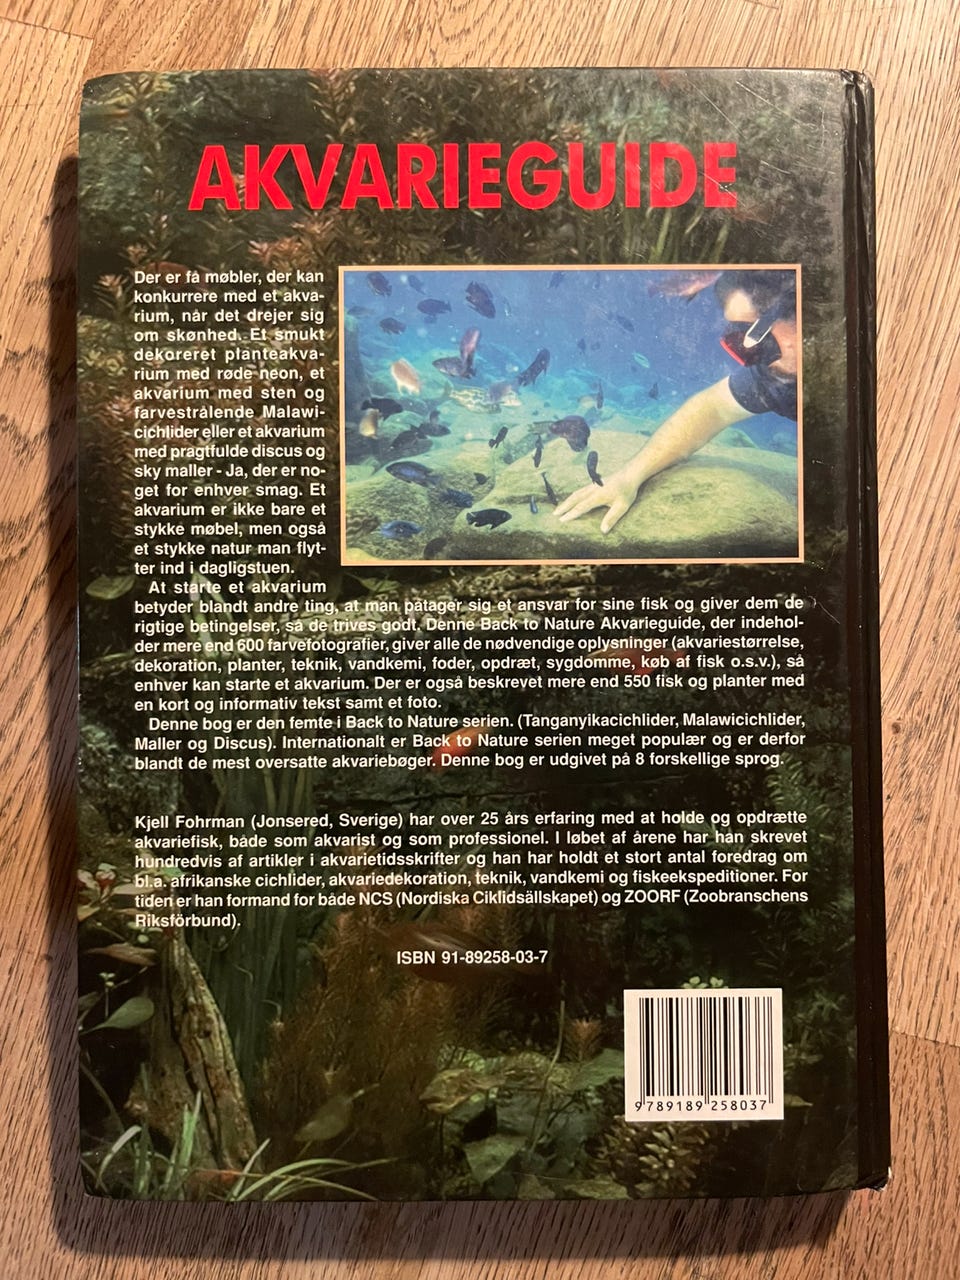 AKVARIEGUIDE
Der er få møbler, der kan
konkurrere med et akva-
rium, når det drejer sig
om skønhed. Et smukt
dekoreret planteakva-
rium med røde neon, et
akvarium med sten og
farvestrålende Malawi-
cichlider eller et akvarium
med pragtfulde discus og
sky maller - Ja, der er no-
get for enhver smag. Et
akvarium er ikke bare et
stykke møbel, men også
et stykke natur man flyt-
ter ind i dagligstuen.
At starte et akvarium
betyder blandt andre ting, at man påtager sig et ansvar for sine fisk og giver dem de
rigtige betingelser, så de trives godt. Denne Back to Nature Akvarieguide, der indehol-
der mere end 600 farvefotografier, giver alle de nødvendige oplysninger (akvariestørrelse,
dekoration, planter, teknik, vandkemi, foder, opdræt, sygdomme, køb af fisk o.s.v.), så
enhver kan starte et akvarium. Der er også beskrevet mere end 550 fisk og planter med
en kort og informativ tekst samt et foto.
Denne bog er den femte i Back to Nature serien. (Tanganyikacichlider, Malawicichlider,
Maller og Discus). Internationalt er Back to Nature serien meget populær og er derfor
blandt de mest oversatte akvariebøger. Denne bog er udgivet på 8 forskellige sprog.
Kjell Fohrman (Jonsered, Sverige) har over 25 års erfaring med at holde og opdrætte
akvariefisk, både som akvarist og som professionel. I løbet af årene har han skrevet
hundredvis af artikler i akvarietidsskrifter og han har holdt et stort antal foredrag om
bl.a. afrikanske cichlider, akvariedekoration, teknik, vandkemi og fiskeekspeditioner. For
tiden er han formand for både NCS (Nordiska Ciklidsällskapet) og ZOORF (Zoobranschens
Riksförbund).
ISBN 91-89258-03-7
9 789189 258037